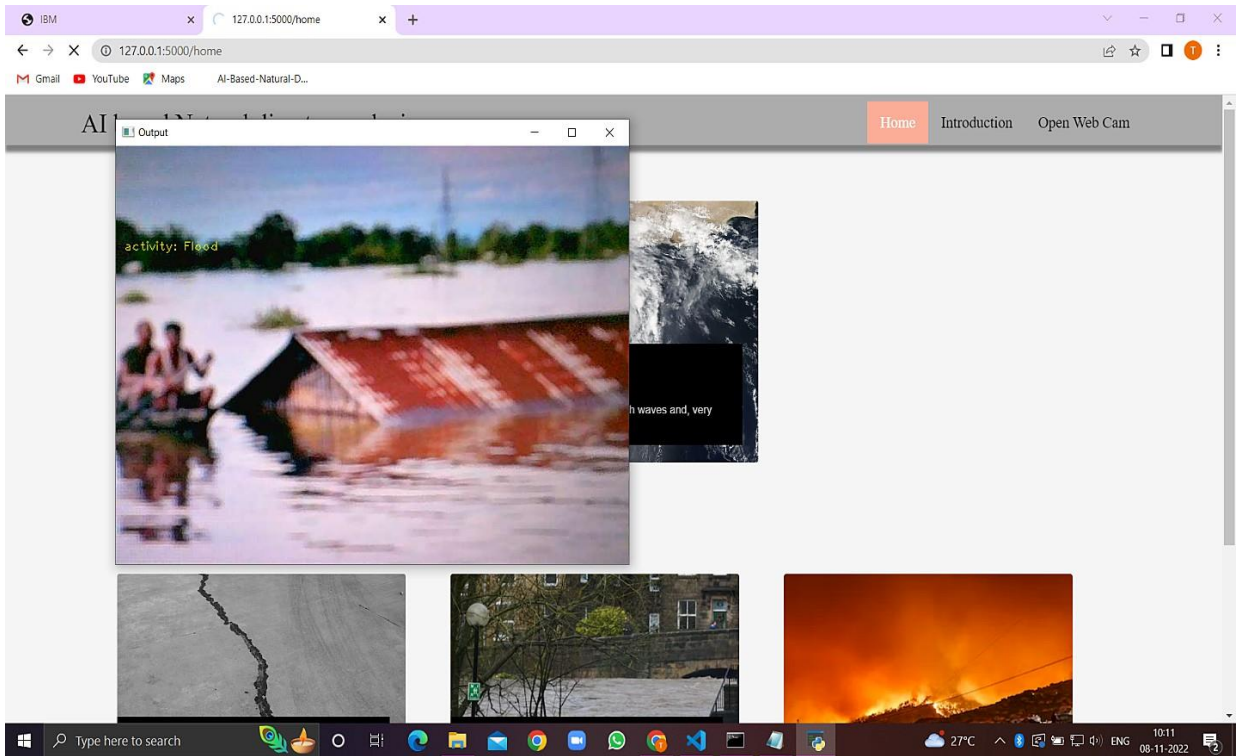 IBM
127.0.0.1:5000/home
127.0.0.1:5000/home
Gmail YouTube Maps AI-Based-Natural-D...
AI
Output
Home Introduction Open Web Cam
activity: Flood
h waves and, very
Type here to search
27°C ENG 10:11
08-11-2022